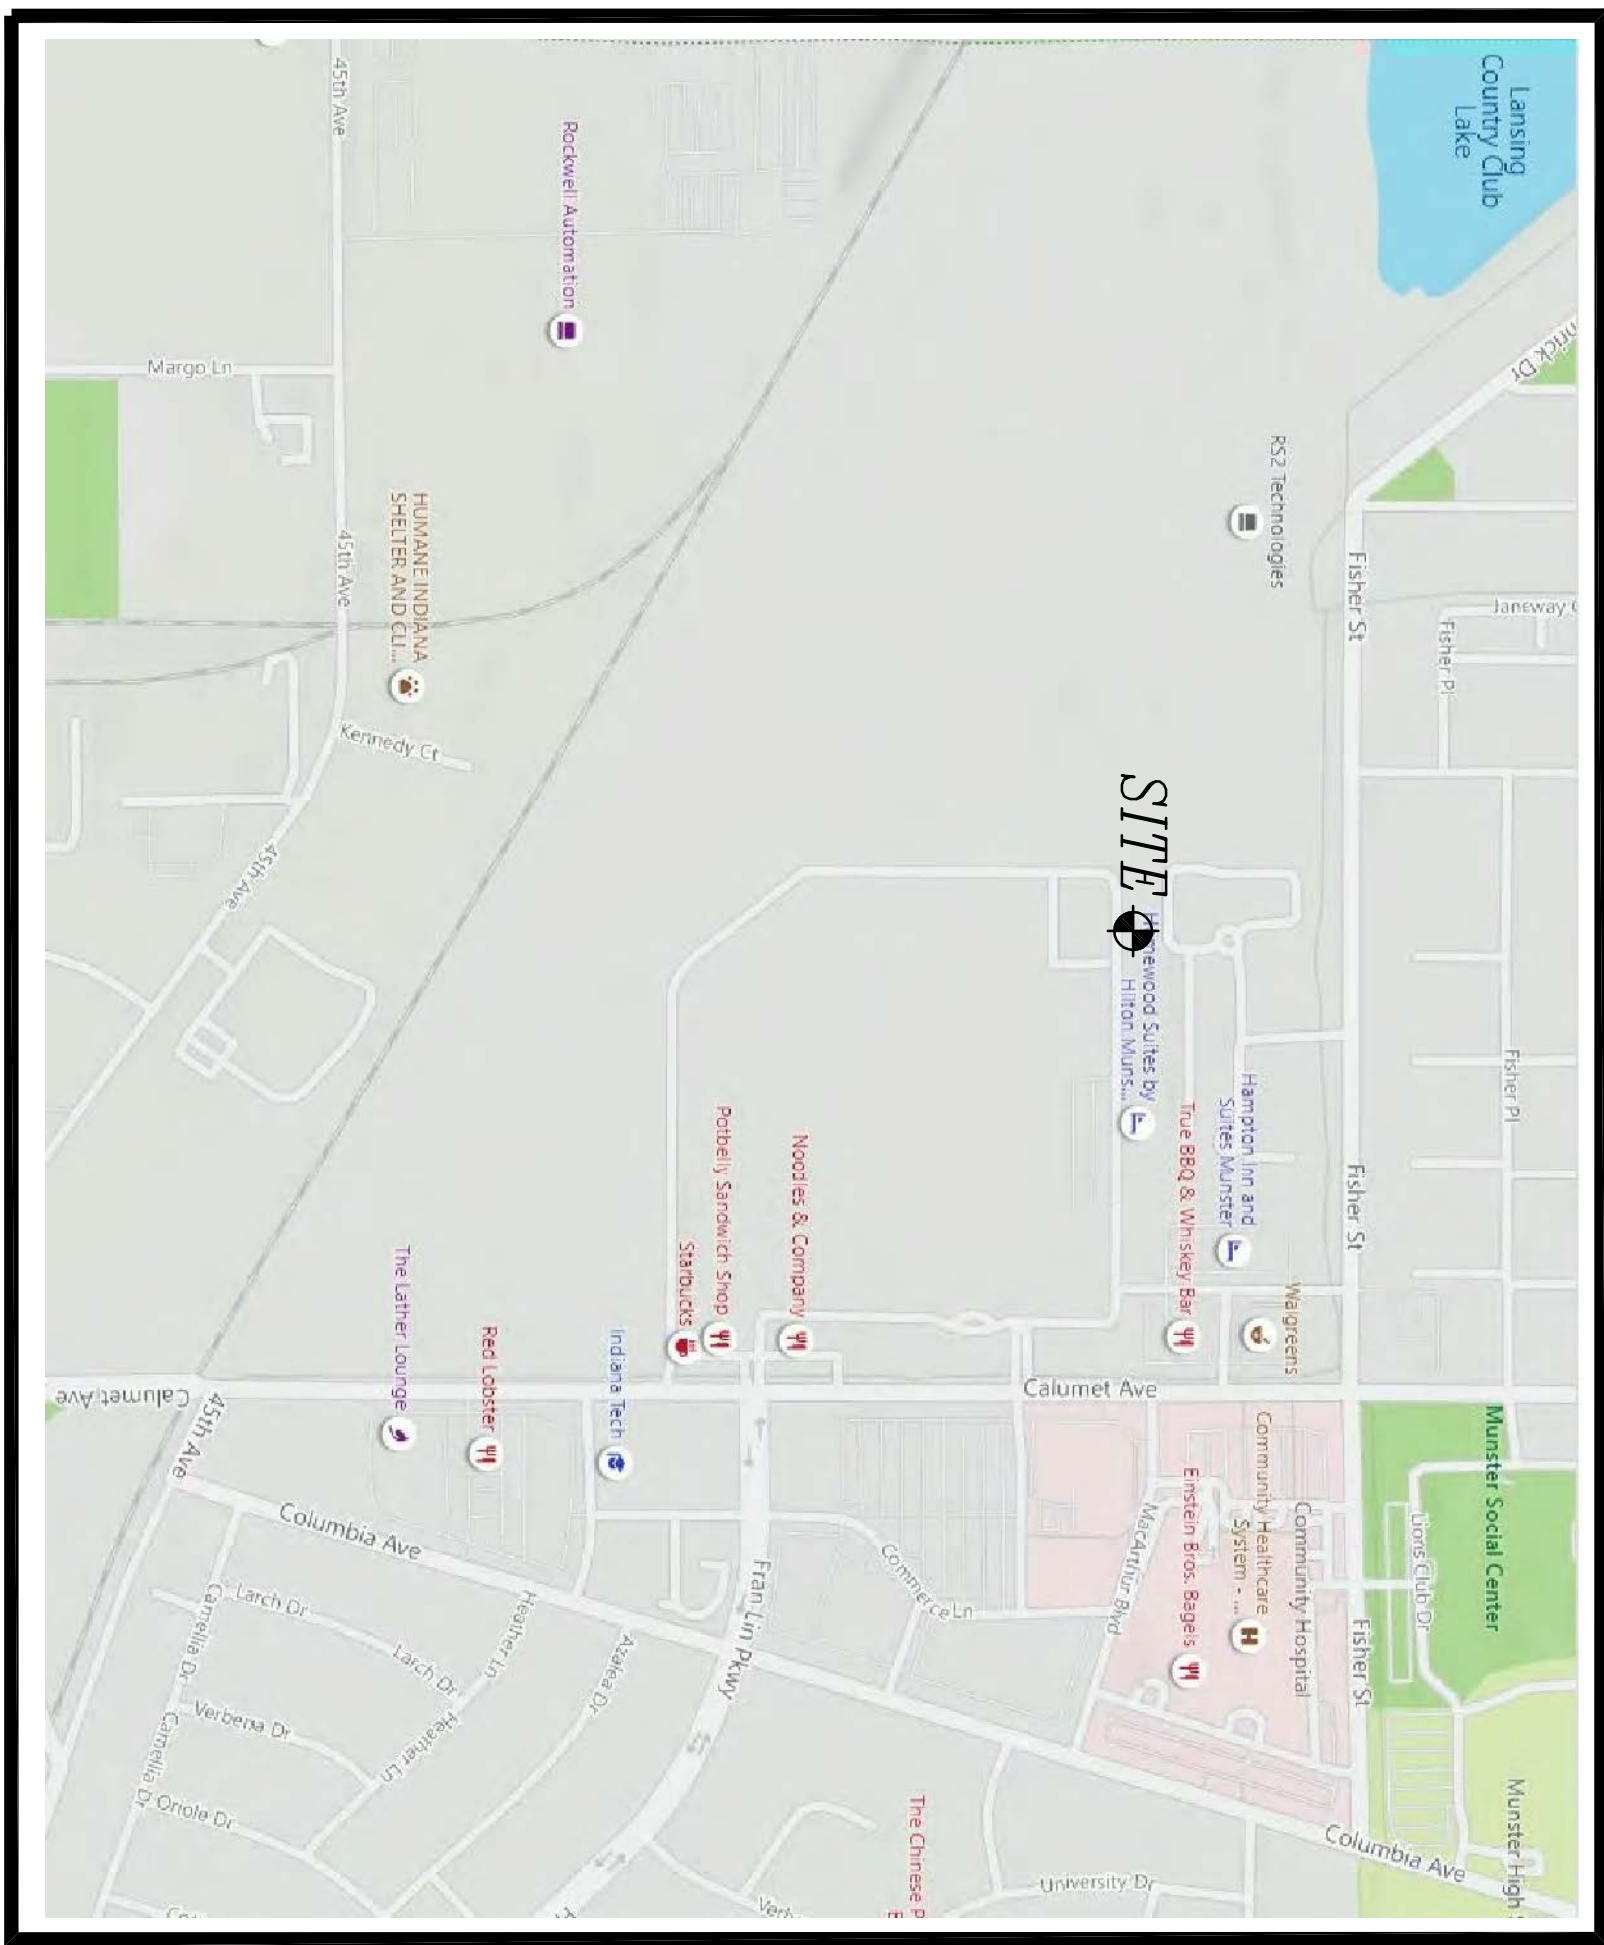 Lansing
Country Club
Lake
Munster High
Munster Social Center
Janeway
Fisher Pl
Fisher Pl
Lions Club Dr
Columbia Ave
Fisher St
Fisher St
Fisher St
RS2 Technologies
Walgreens
Community Hospital
Community Healthcare
System - ...
Hampton Inn and
Suites Munster
True BBQ & Whiskey Bar
Einstein Bros. Bagels
SITE
Suites by
Hilton Muns...
MacArthur Blvd
Calumet Ave
University Dr
Commerce Ln
The Chinese P
Noodles & Company
Potbelly Sandwich Shop
Starbucks
Fran Lin Pkwy
Indiana Tech
Azalea Dr
Rockwell Automation
Red Lobster
Heather Ln
Heather Ln
The Lather Lounge
HUMANE INDIANA
SHELTER AND CLI...
Kennedy Ct
Columbia Ave
Larch Dr
Larch Dr
45th Ave
45th Ave
45th Ave
45th Ave
Verbena Dr
Camellia Dr
Camellia Dr
Oriole Dr
Margo Ln
Calumet Ave